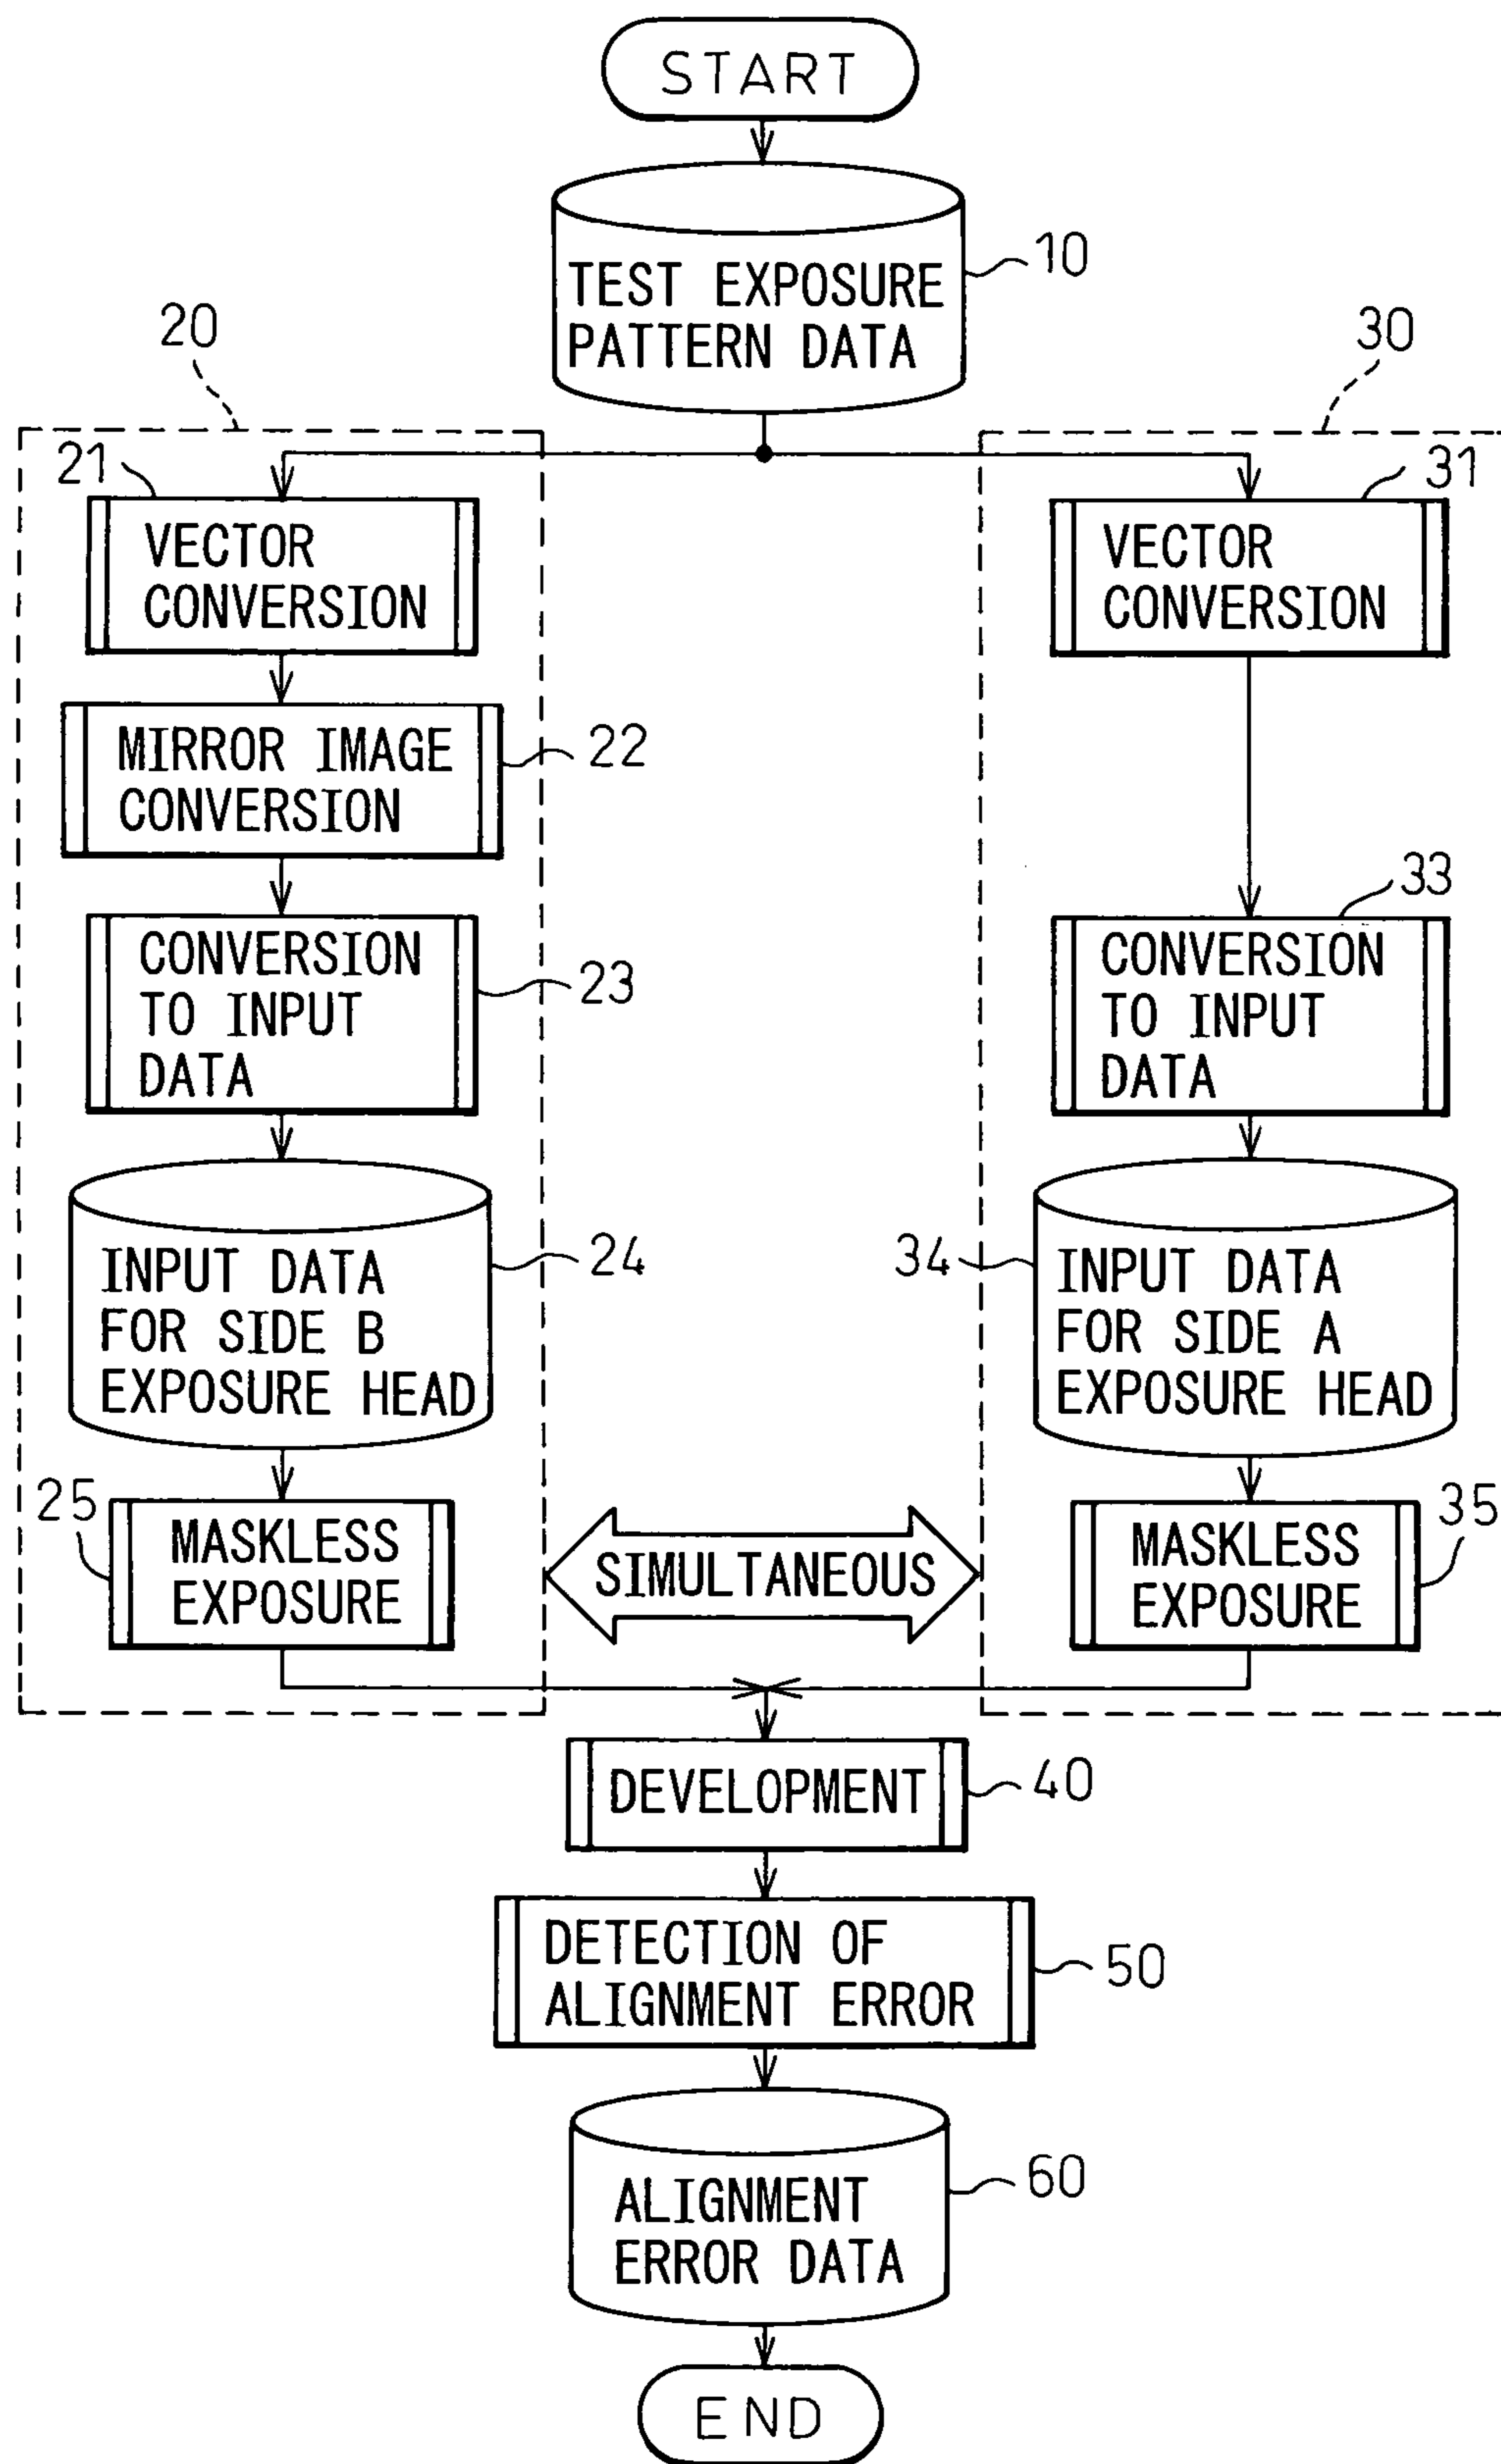 START
TEST EXPOSURE
PATTERN DATA
10
20
30
21
VECTOR
CONVERSION
31
VECTOR
CONVERSION
MIRROR IMAGE
CONVERSION
22
CONVERSION
TO INPUT
DATA
23
33
CONVERSION
TO INPUT
DATA
INPUT DATA
FOR SIDE B
EXPOSURE HEAD
24
34
INPUT DATA
FOR SIDE A
EXPOSURE HEAD
25
MASKLESS
EXPOSURE
SIMULTANEOUS
MASKLESS
EXPOSURE
35
DEVELOPMENT
40
DETECTION OF
ALIGNMENT ERROR
50
ALIGNMENT
ERROR DATA
60
END